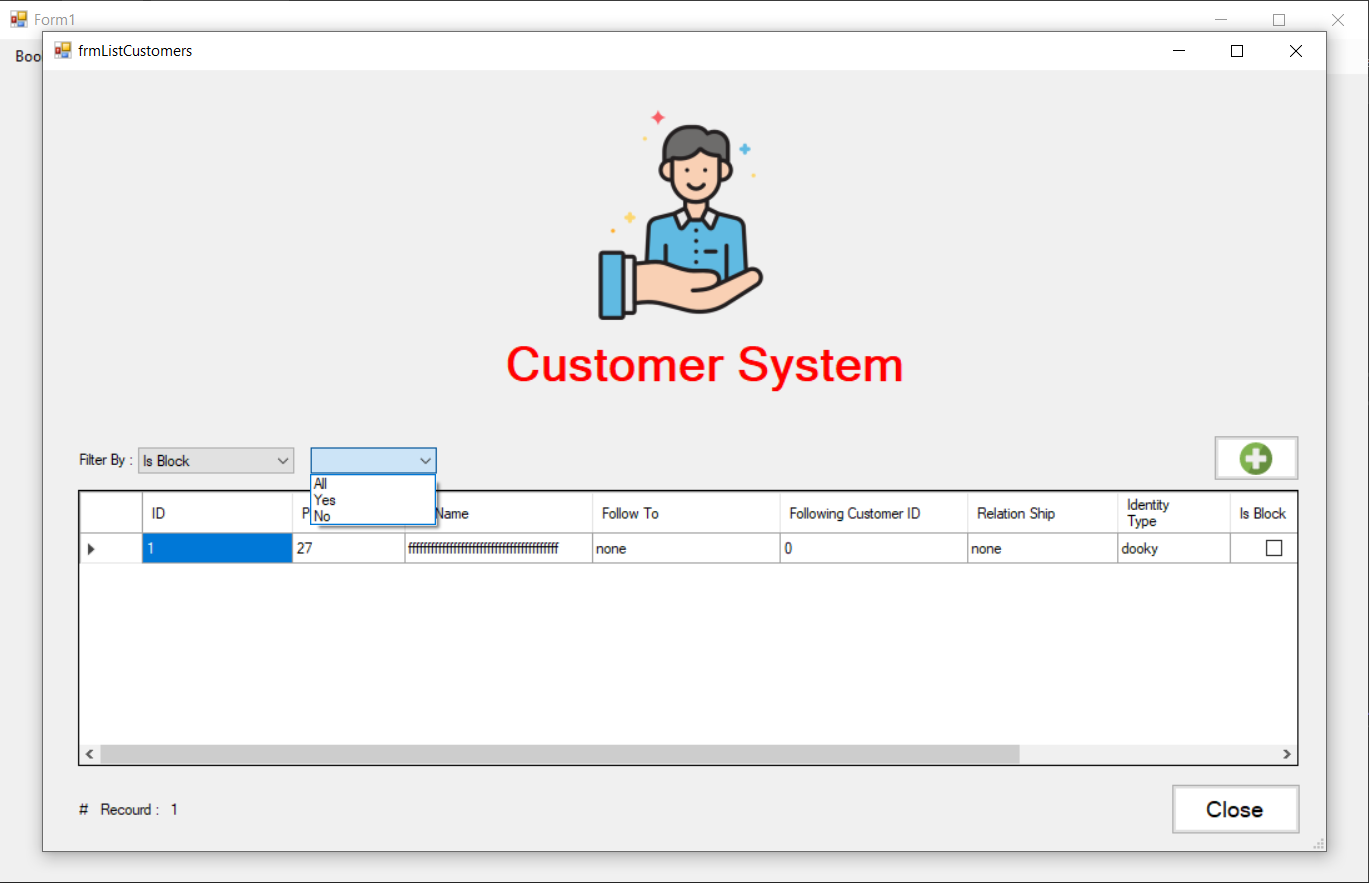 Form1
frmListCustomers
Boo
Customer System
Filter By : Is Block
All
Yes
No
ID P Name Follow To Following Customer ID Relation Ship Identity Type Is Block
1 27 none 0 none dooky
# Recourd : 1
Close